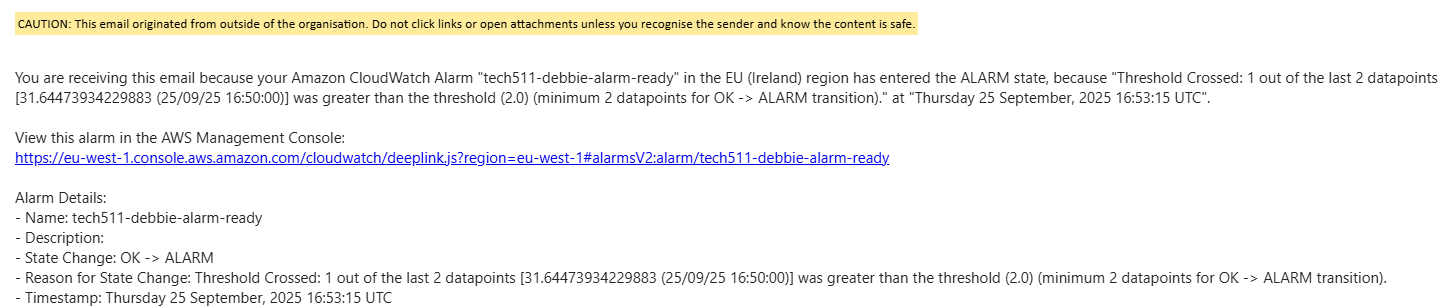 CAUTION: This email originated from outside of the organisation. Do not click links or open attachments unless you recognise the sender and know the content is safe.
You are receiving this email because your Amazon CloudWatch Alarm "tech511-debbie-alarm-ready" in the EU (Ireland) region has entered the ALARM state, because "Threshold Crossed: 1 out of the last 2 datapoints
[31.64473934229883 (25/09/25 16:50:00)] was greater than the threshold (2.0) (minimum 2 datapoints for OK -> ALARM transition)." at "Thursday 25 September, 2025 16:53:15 UTC".
View this alarm in the AWS Management Console:
https://eu-west-1.console.aws.amazon.com/cloudwatch/deeplink.js?region=eu-west-1#alarmsV2:alarm/tech511-debbie-alarm-ready
Alarm Details:
- Name: tech511-debbie-alarm-ready
- Description:
- State Change: OK -> ALARM
- Reason for State Change: Threshold Crossed: 1 out of the last 2 datapoints [31.64473934229883 (25/09/25 16:50:00)] was greater than the threshold (2.0) (minimum 2 datapoints for OK -> ALARM transition).
- Timestamp: Thursday 25 September, 2025 16:53:15 UTC